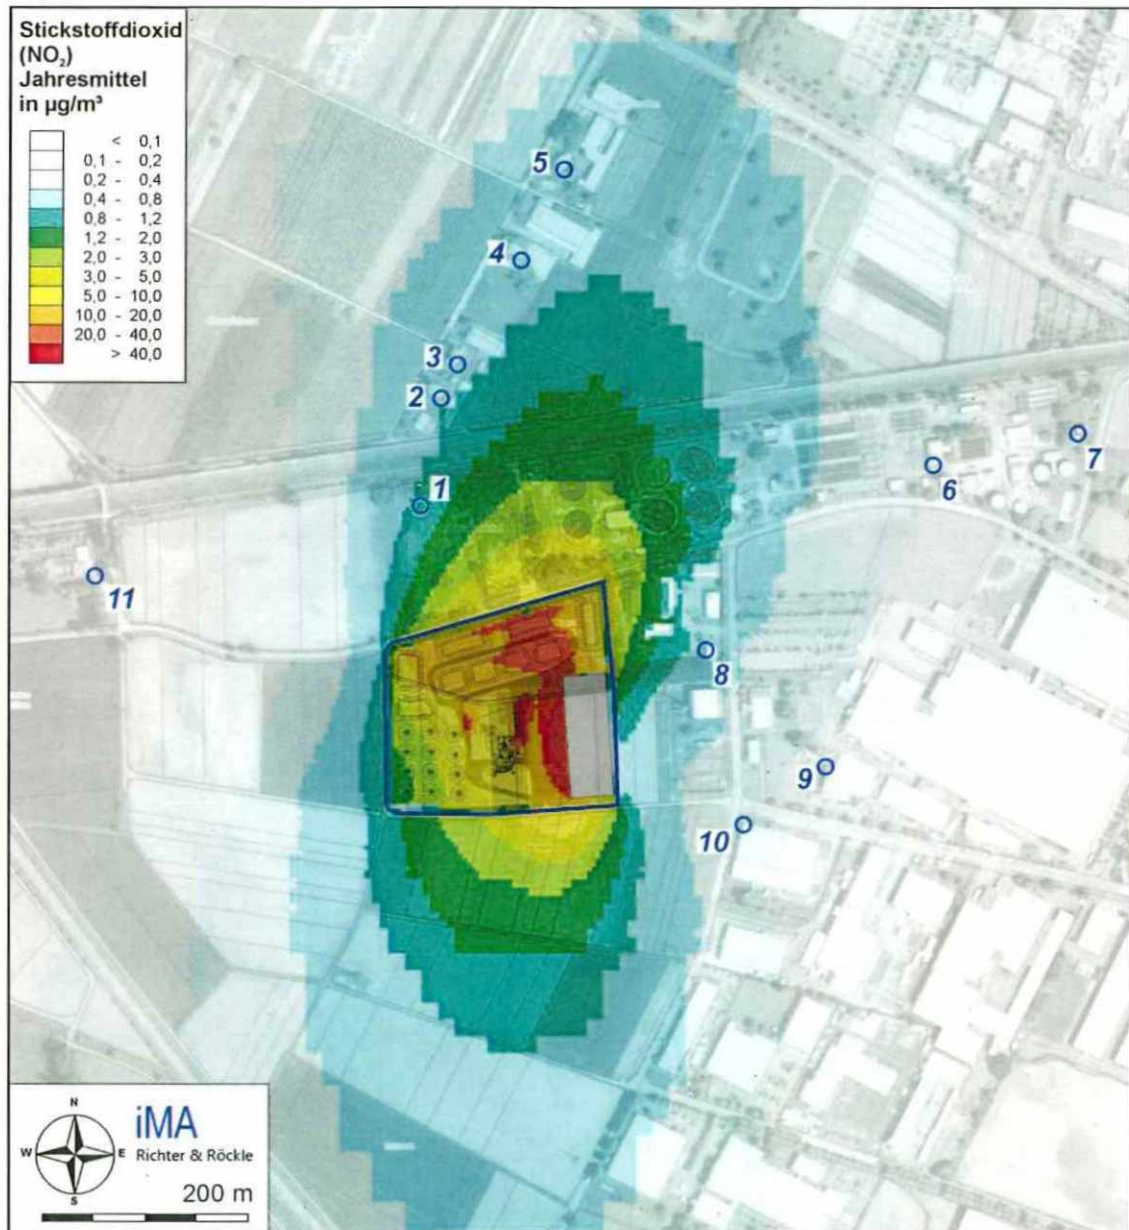 Stickstoffdioxid
(NO₂)
Jahresmittel
in µg/m³
< 0,1
0,1 - 0,2
0,2 - 0,4
0,4 - 0,8
0,8 - 1,2
1,2 - 2,0
2,0 - 3,0
3,0 - 5,0
5,0 - 10,0
10,0 - 20,0
20,0 - 40,0
> 40,0
5
4
3
2
1
7
6
11
8
9
10
N
W E
S
iMA
Richter & Röckle
200 m